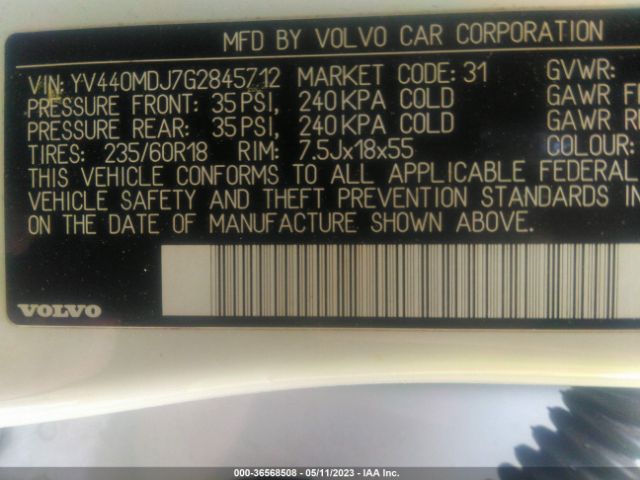 MFD BY VOLVO CAR CORPORATION
VIN: YV440MDJ7G2845712 MARKET CODE: 31 GVWR:
PRESSURE FRONT: 35 PSI, 240 KPA COLD GAWR
PRESSURE REAR: 35 PSI, 240 KPA COLD GAWR
TIRES: 235/60R18 RIM: 7.5Jx18x55 COLOUR:
THIS VEHICLE CONFORMS TO ALL APPLICABLE FEDERAL
VEHICLE SAFETY AND THEFT PREVENTION STANDARDS IN
ON THE DATE OF MANUFACTURE SHOWN ABOVE.
VOLVO
000-36568508 - 05/11/2023 - IAA Inc.